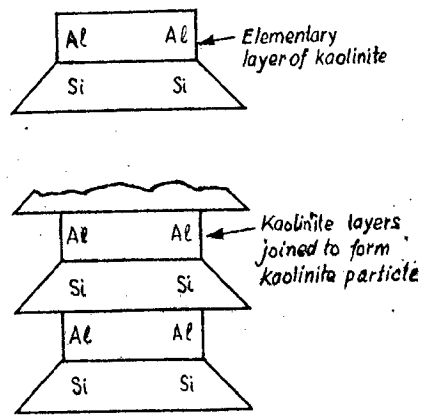 Al Al
Elementary
layer of kaolinite
Si Si
Al Al
Kaolinite layers
joined to form
kaolinite particle
Si Si
Al Al
Si Si